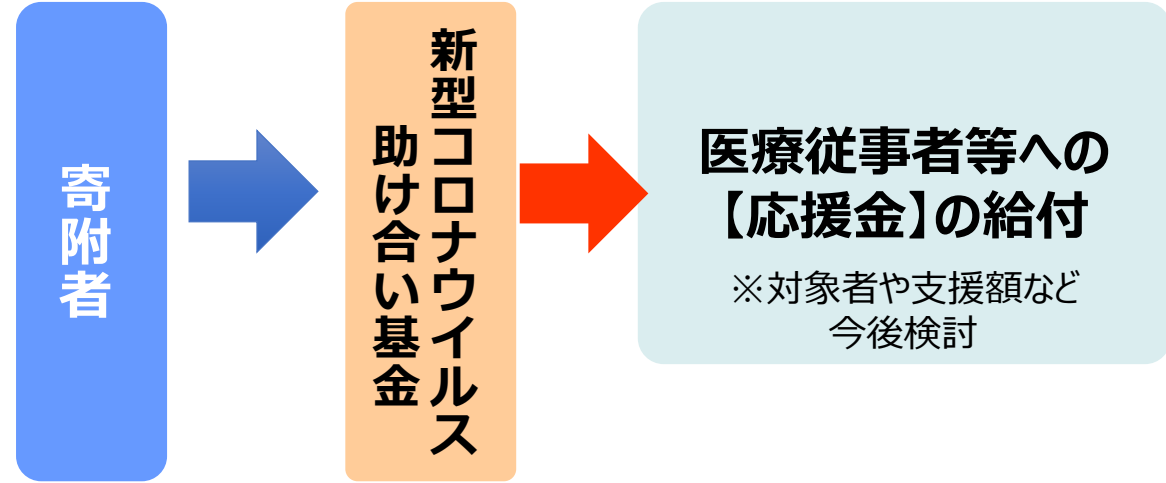 寄附者
新型コロナウイルス
助け合い基金
医療従事者等への
【応援金】の給付
※対象者や支援額など
今後検討